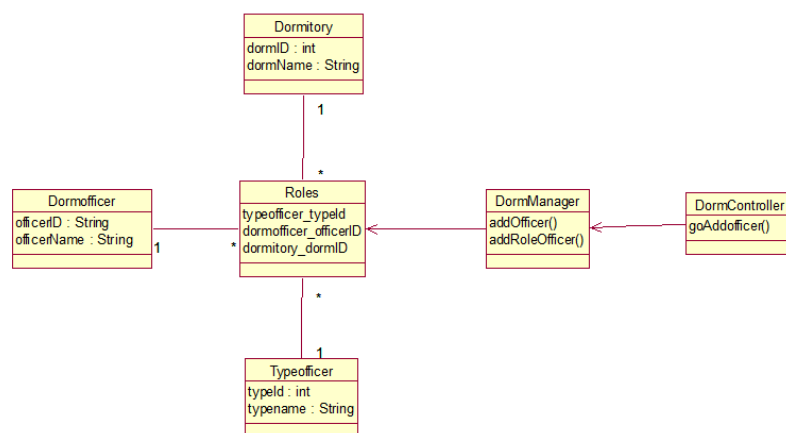 Dormitory
dormID : int
dormName : String
1
*
Dormofficer
officerID : String
officerName : String
1
*
Roles
typeofficer_typeId
dormofficer_officerID
dormitory_dormID
DormManager
addOfficer()
addRoleOfficer()
DormController
goAddofficer()
*
1
Typeofficer
typeId : int
typename : String